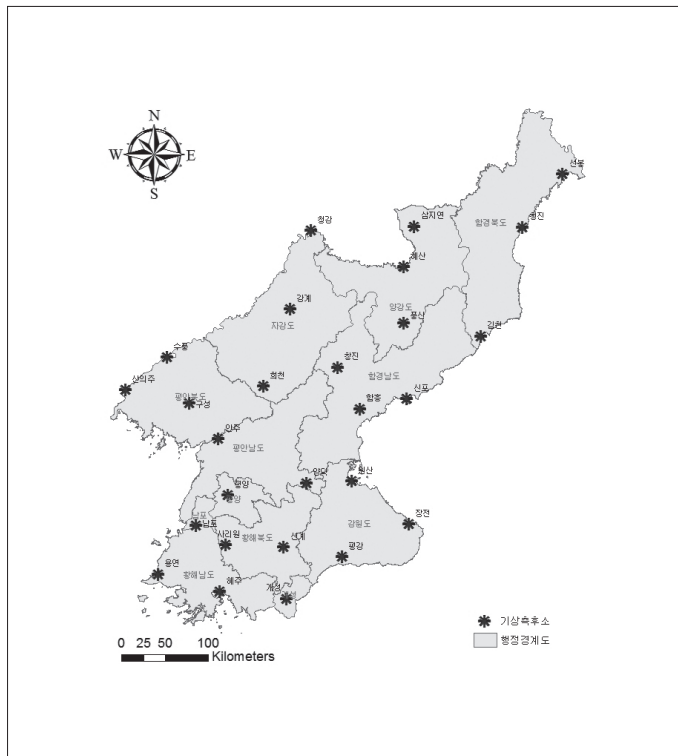 N
W E
S
선봉
청진
삼지연
함경북도
청강
혜산
강계
양강도
풍산
자강도
김책
수풍
장진
함경남도
신의주
희천
신포
평안북도
구성
함흥
안주
평안남도
양덕
원산
평양
장전
남포
강원도
사리원
황해북도
신계
평강
용연
황해남도
해주
개성
기상측후소
행정경계도
0 25 50 100
Kilometers